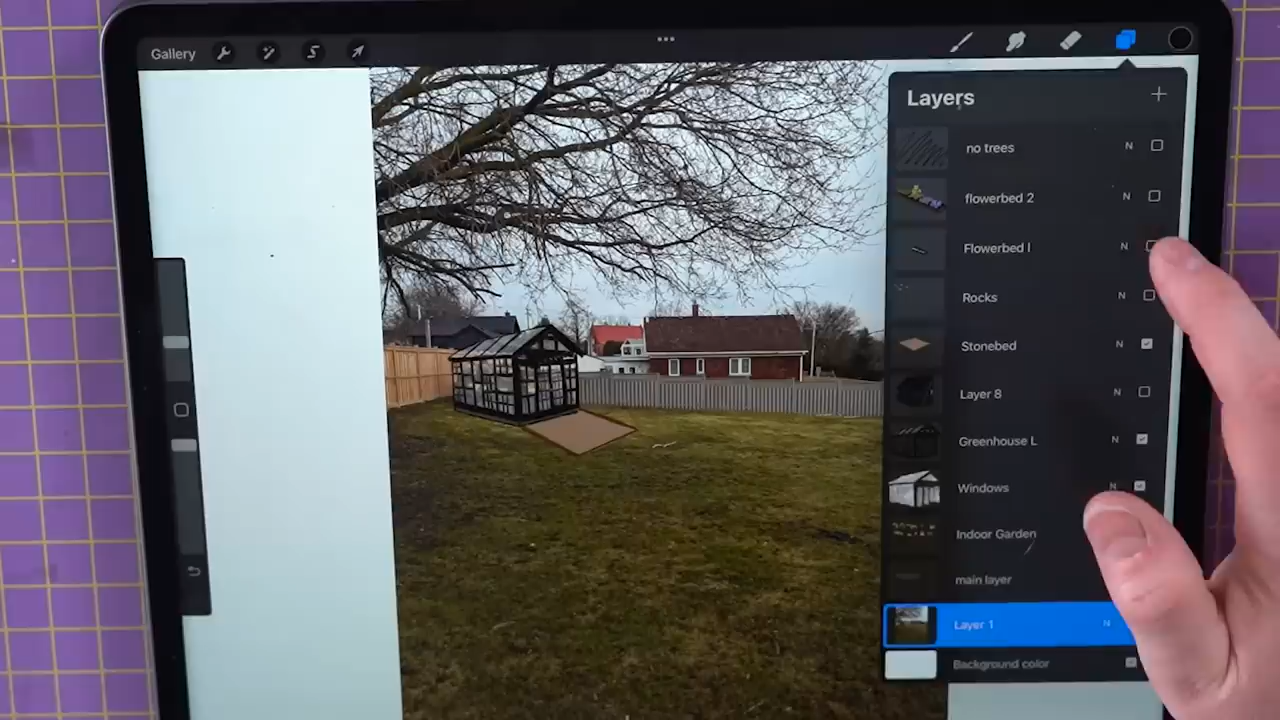 Gallery
Layers
no trees N
flowerbed 2 N
Flowerbed l N
Rocks N
Stonebed N
Layer 8 N
Greenhouse L N
Windows N
Indoor Garden
main layer
Layer 1 N
Background color